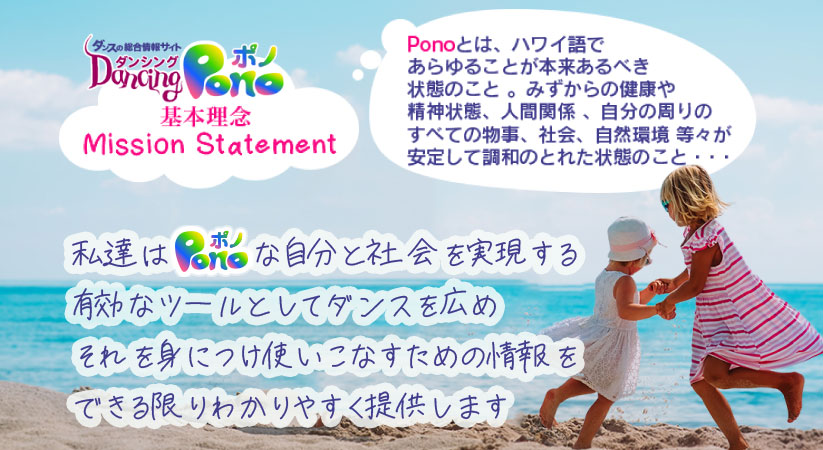 ダンスの総合情報サイト
ダンシング ポノ
Dancing Pono
基本理念
Mission Statement
Ponoとは、ハワイ語で
あらゆることが本来あるべき
状態のこと 。みずからの健康や
精神状態、人間関係 、自分の周りの
すべての物事、社会、自然環境 等々が
安定して調和のとれた状態のこと・・・
私達は ポノ Pono な自分と社会を実現する
有効なツールとしてダンスを広め
それを身につけ使いこなすための情報を
できる限りわかりやすく提供します